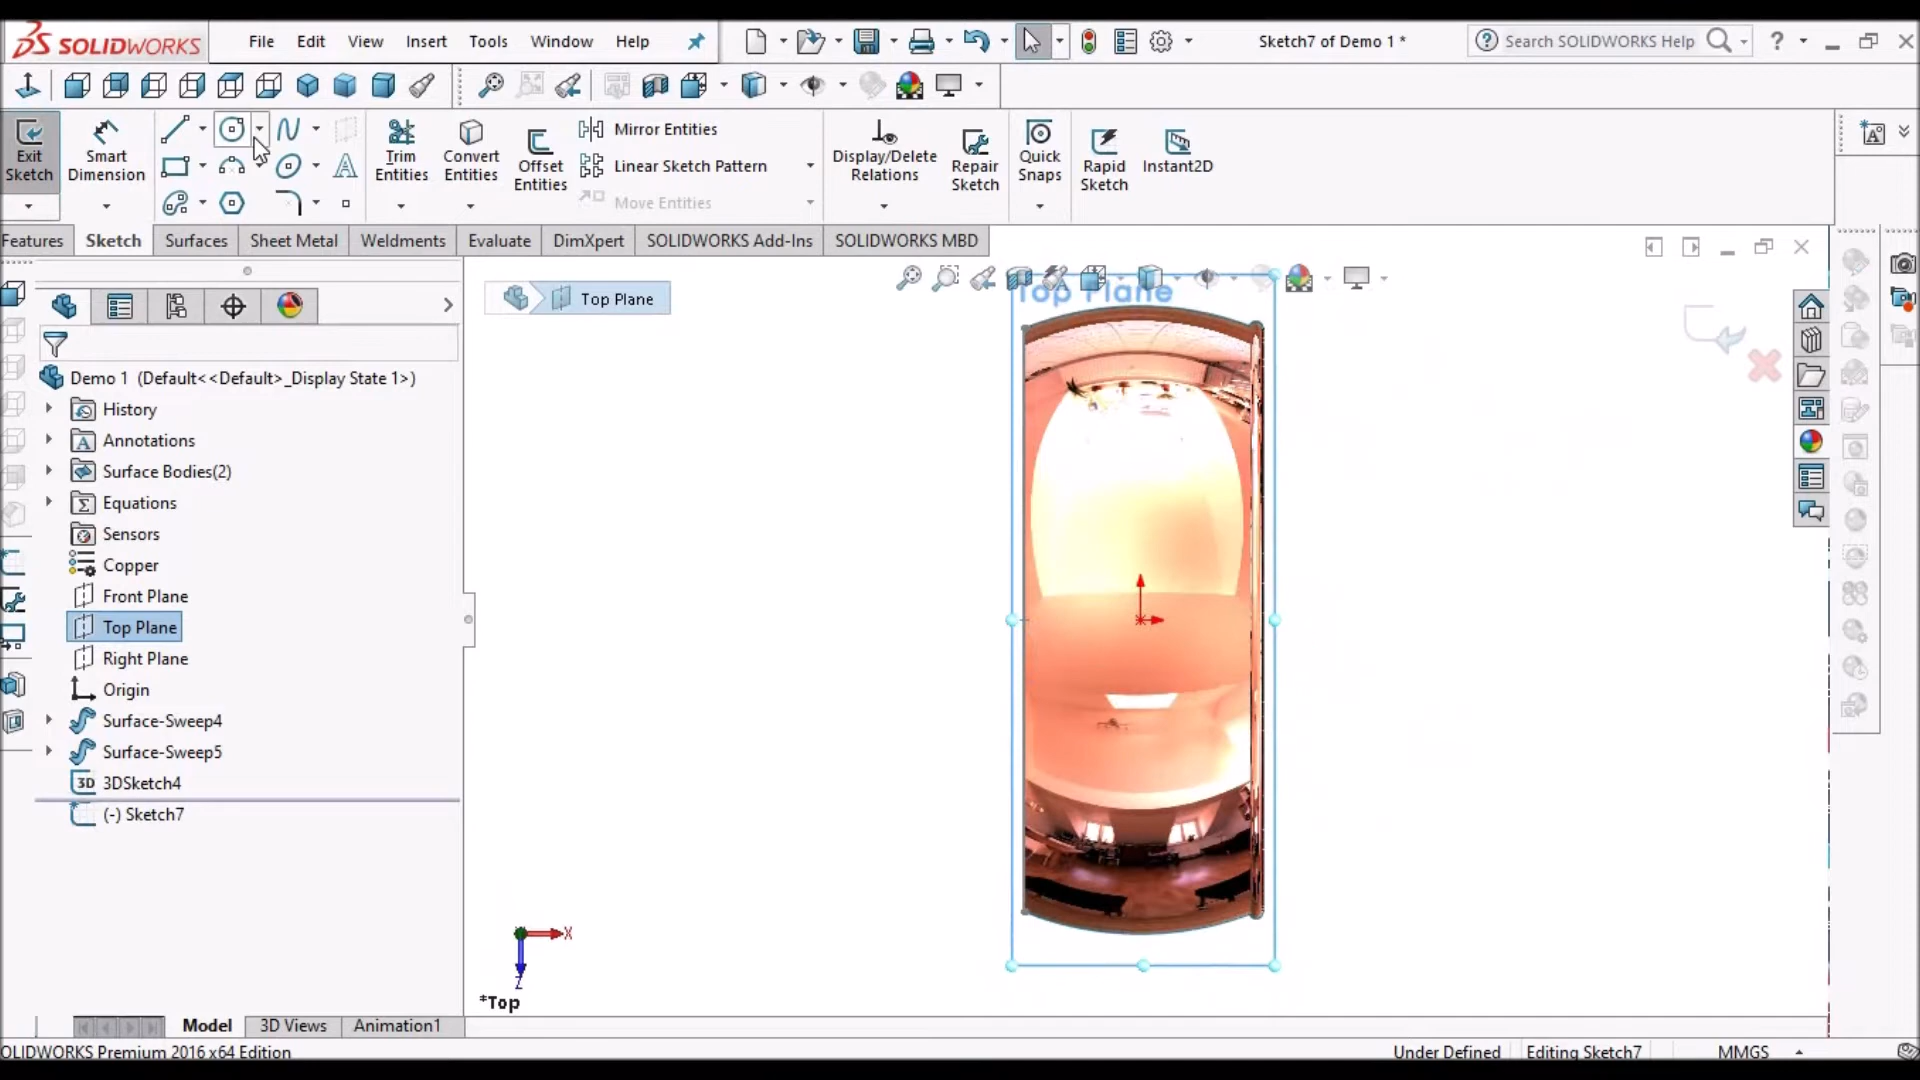 SOLIDWORKS File Edit View Insert Tools Window Help Sketch7 of Demo 1 * Search SOLIDWORKS Help ?
Exit Sketch
Smart Dimension
Trim Entities
Convert Entities
Offset Entities
Mirror Entities
Linear Sketch Pattern
Move Entities
Display/Delete Relations
Repair Sketch
Quick Snaps
Rapid Sketch
Instant2D
Features Sketch Surfaces Sheet Metal Weldments Evaluate DimXpert SOLIDWORKS Add-Ins SOLIDWORKS MBD
Top Plane
Top Plane
Demo 1 (Default<<Default>_Display State 1>)
History
Annotations
Surface Bodies(2)
Equations
Sensors
Copper
Front Plane
Top Plane
Right Plane
Origin
Surface-Sweep4
Surface-Sweep5
3D 3DSketch4
(-) Sketch7
X
Z
*Top
Model 3D Views Animation1
OLIDWORKS Premium 2016 x64 Edition Under Defined Editing Sketch7 MMGS